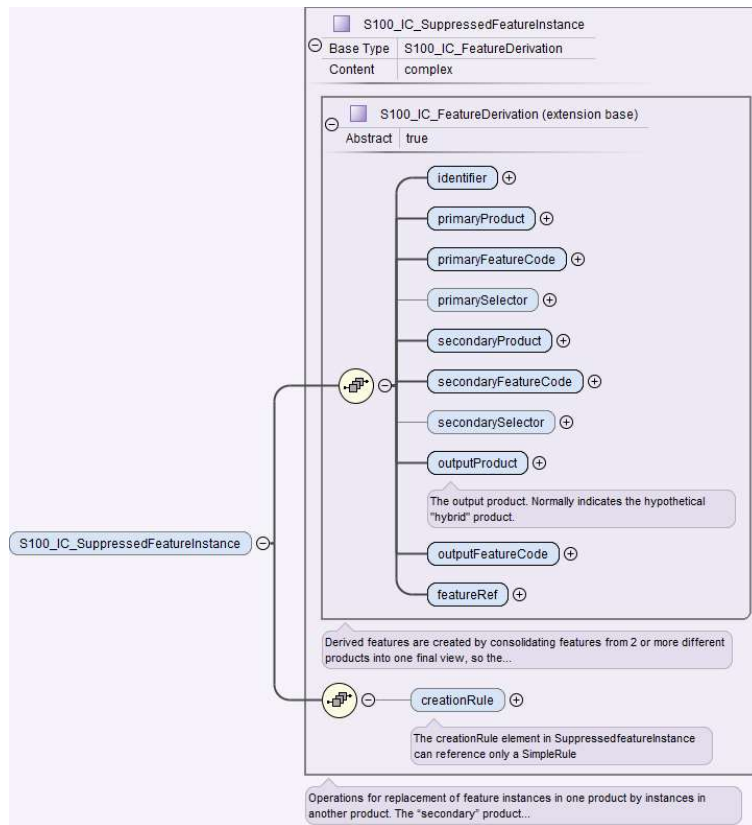 S100_IC_SuppressedFeatureInstance
Base Type S100_IC_FeatureDerivation
Content complex
S100_IC_FeatureDerivation (extension base)
Abstract true
identifier
primaryProduct
primaryFeatureCode
primarySelector
secondaryProduct
secondaryFeatureCode
secondarySelector
outputProduct
The output product. Normally indicates the hypothetical
"hybrid" product.
S100_IC_SuppressedFeatureInstance
outputFeatureCode
featureRef
Derived features are created by consolidating features from 2 or more different
products into one final view, so the...
creationRule
The creationRule element in SuppressedfeatureInstance
can reference only a SimpleRule
Operations for replacement of feature instances in one product by instances in
another product. The “secondary” product...